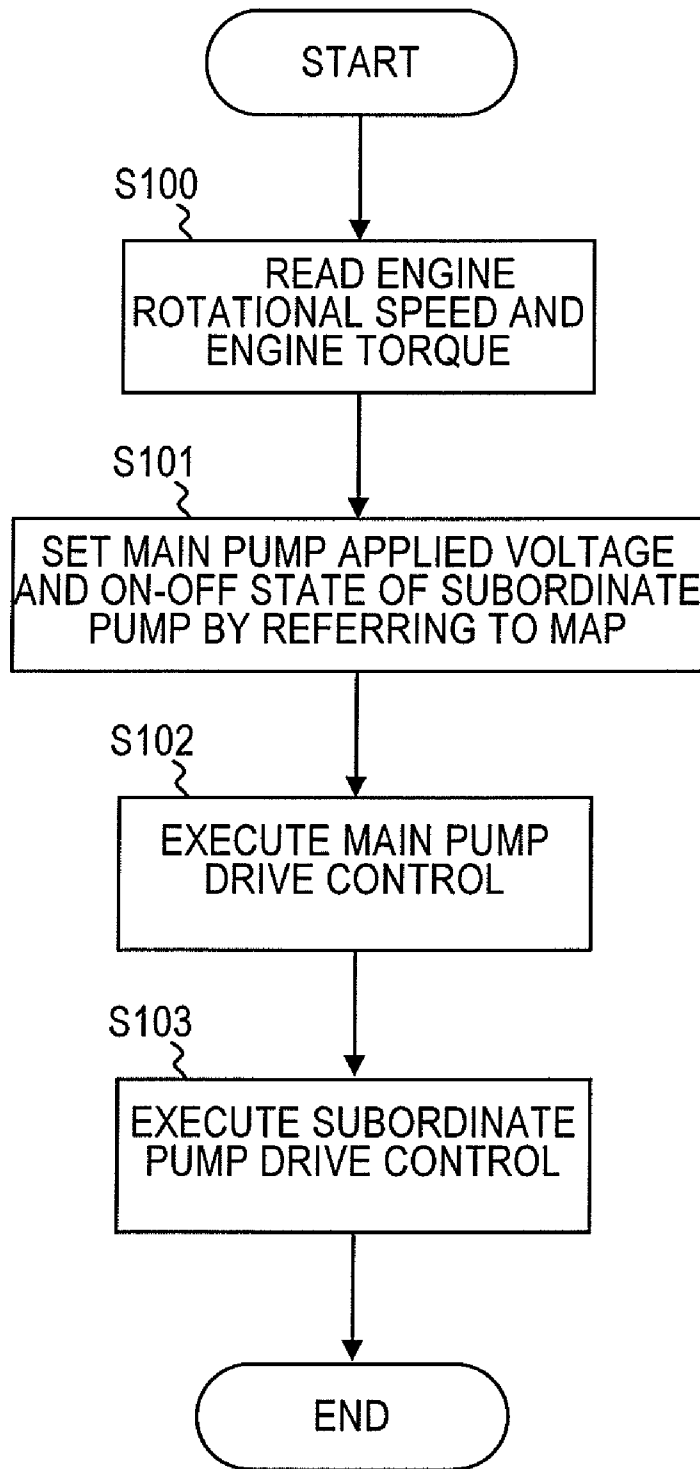 START
S100
READ ENGINE
ROTATIONAL SPEED AND
ENGINE TORQUE
S101
SET MAIN PUMP APPLIED VOLTAGE
AND ON-OFF STATE OF SUBORDINATE
PUMP BY REFERRING TO MAP
S102
EXECUTE MAIN PUMP
DRIVE CONTROL
S103
EXECUTE SUBORDINATE
PUMP DRIVE CONTROL
END